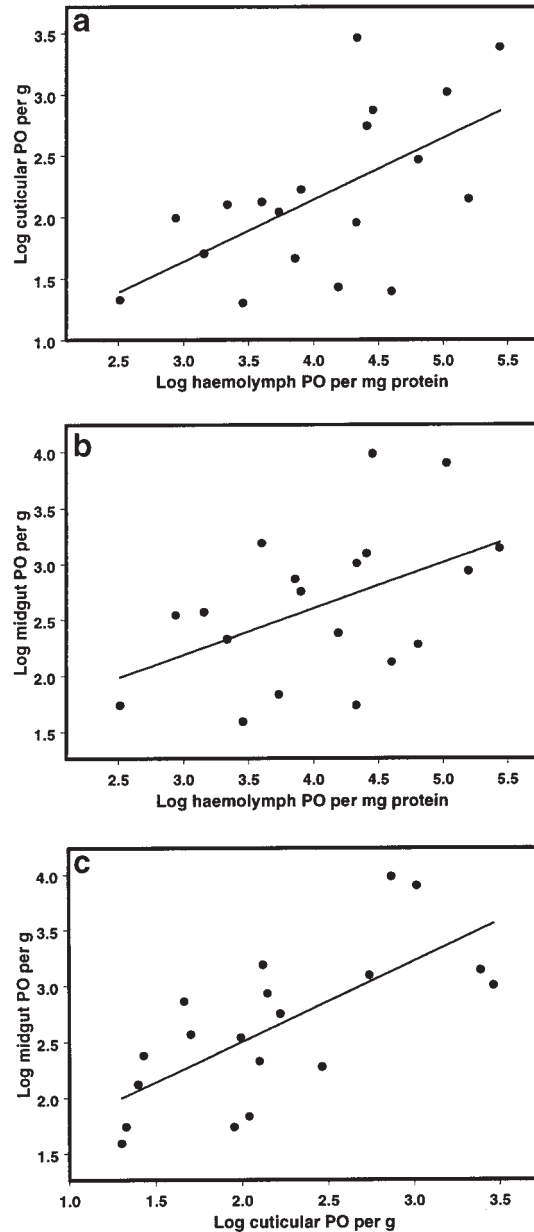 a
Log cuticular PO per g
3.5
3.0
2.5
2.0
1.5
1.0
2.5 3.0 3.5 4.0 4.5 5.0 5.5
Log haemolymph PO per mg protein
b
Log midgut PO per g
4.0
3.5
3.0
2.5
2.0
1.5
2.5 3.0 3.5 4.0 4.5 5.0 5.5
Log haemolymph PO per mg protein
c
Log midgut PO per g
4.0
3.5
3.0
2.5
2.0
1.5
1.0 1.5 2.0 2.5 3.0 3.5
Log cuticular PO per g